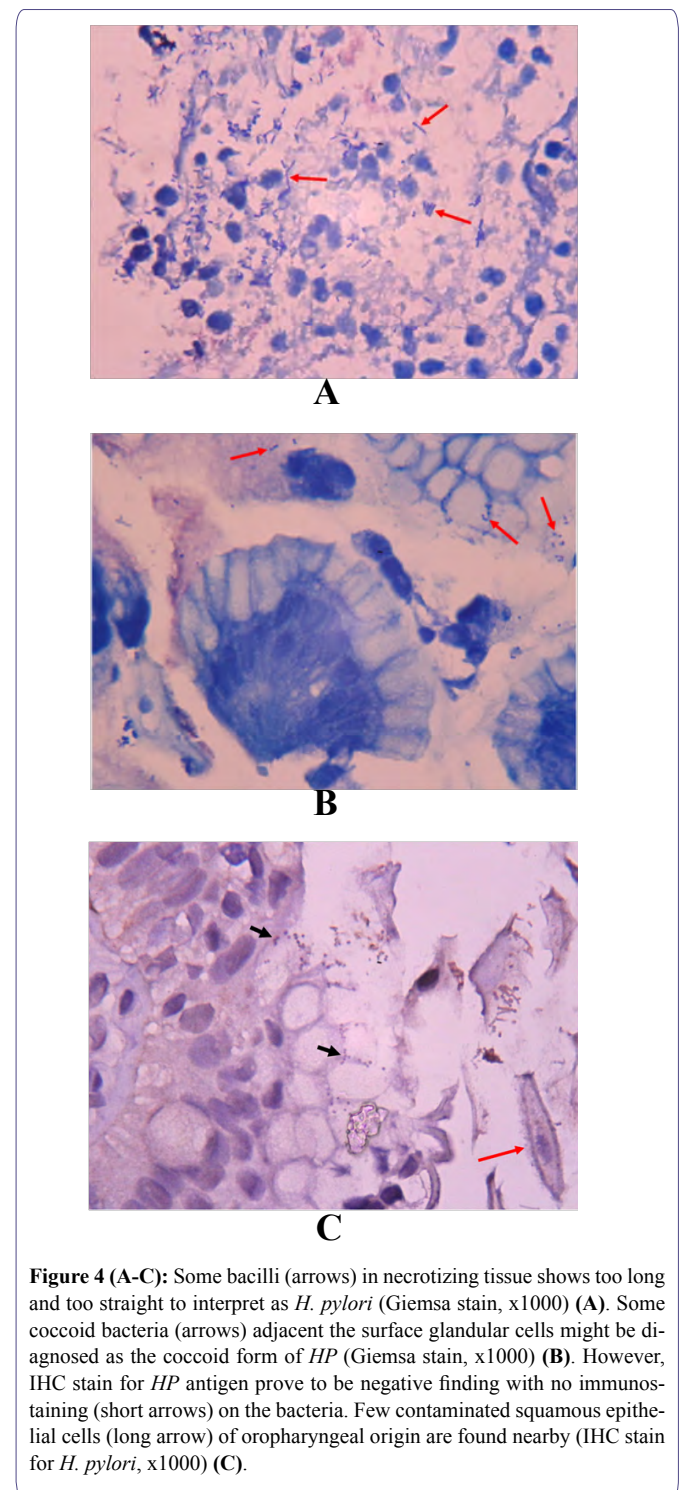 A
B
C
Figure 4 (A-C): Some bacilli (arrows) in necrotizing tissue shows too long
and too straight to interpret as H. pylori (Giemsa stain, x1000) (A). Some
coccoid bacteria (arrows) adjacent the surface glandular cells might be di-
agnosed as the coccoid form of HP (Giemsa stain, x1000) (B). However,
IHC stain for HP antigen prove to be negative finding with no immunos-
taining (short arrows) on the bacteria. Few contaminated squamous epithe-
lial cells (long arrow) of oropharyngeal origin are found nearby (IHC stain
for H. pylori, x1000) (C).